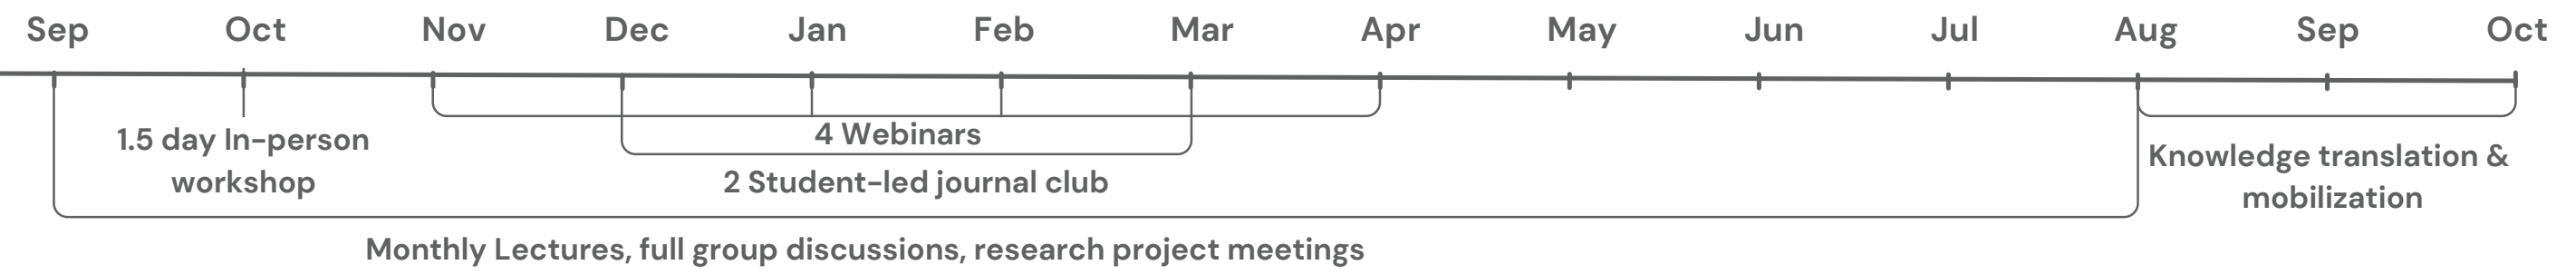 Sep Oct Nov Dec Jan Feb Mar Apr May Jun Jul Aug Sep Oct
1.5 day In-person
workshop
4 Webinars
2 Student-led journal club
Knowledge translation &
mobilization
Monthly Lectures, full group discussions, research project meetings